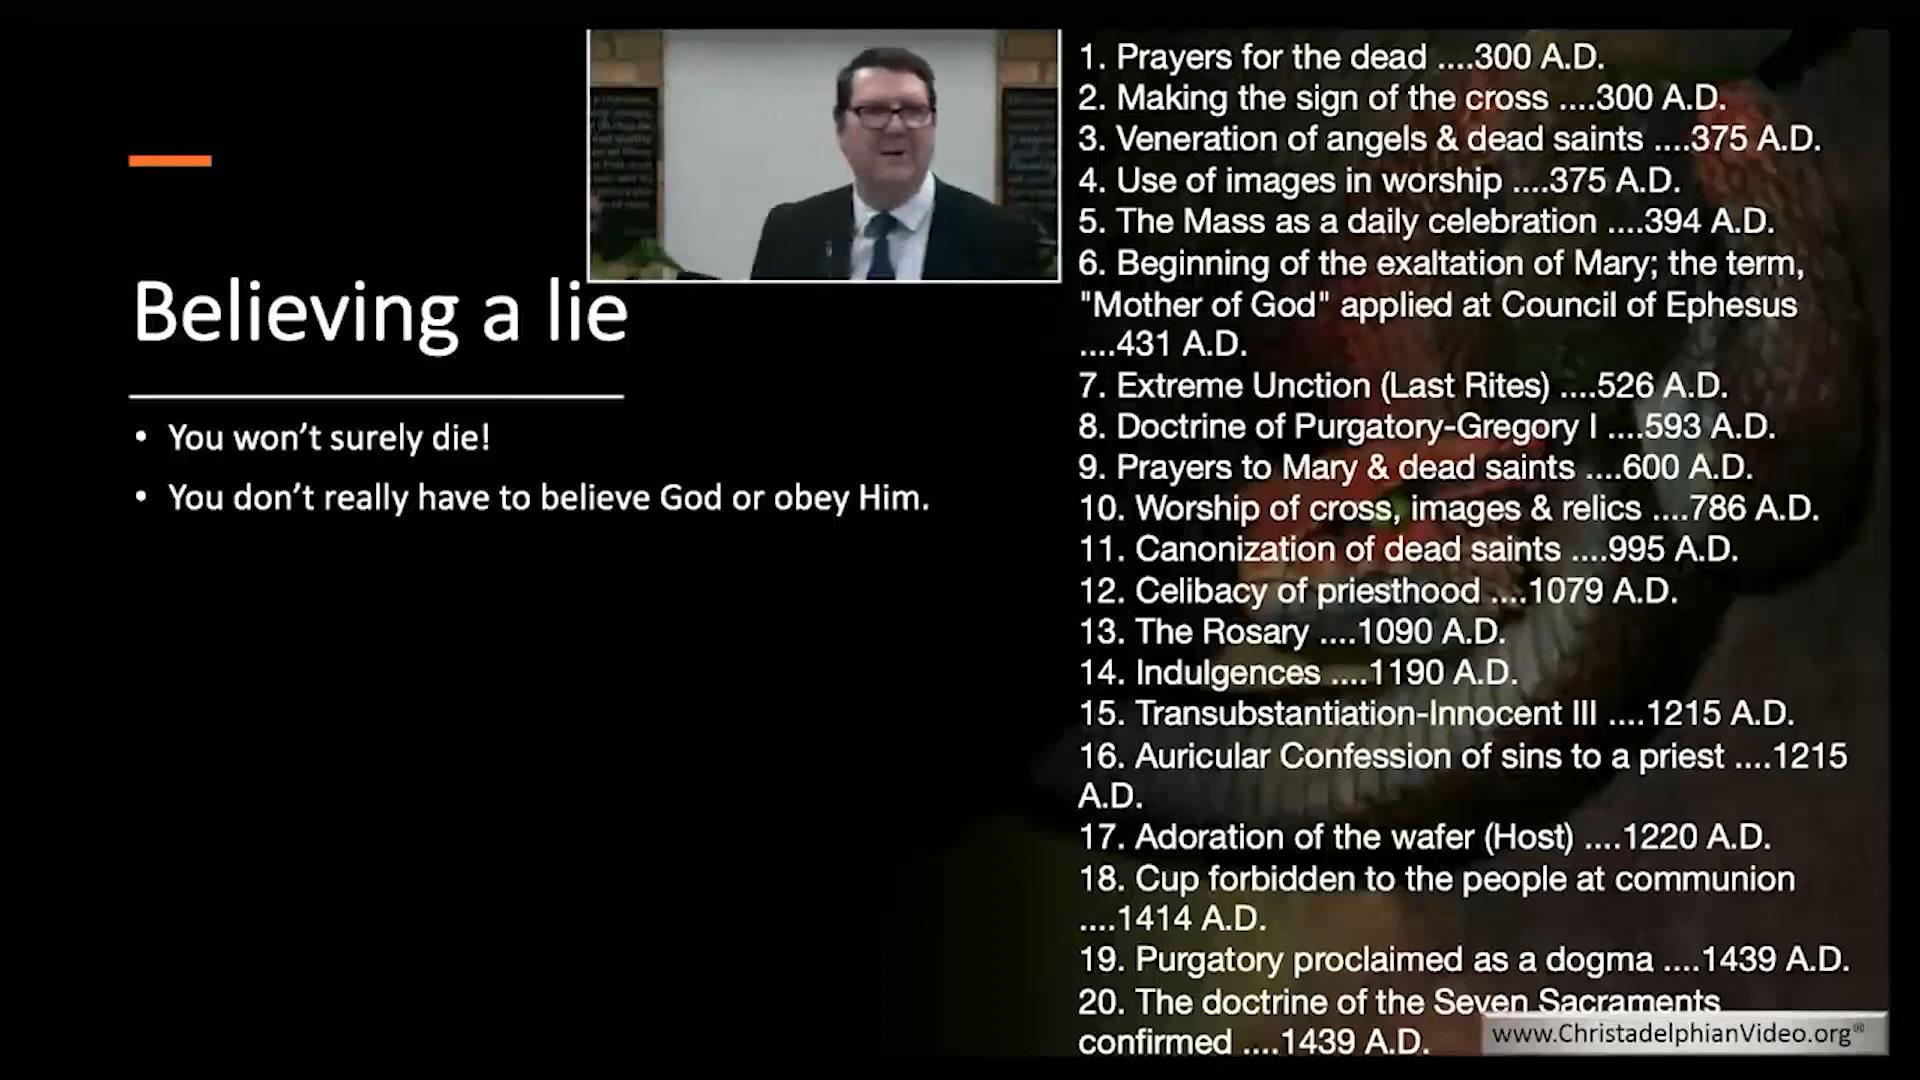 Believing a lie
• You won’t surely die!
• You don’t really have to believe God or obey Him.
1. Prayers for the dead ....300 A.D.
2. Making the sign of the cross ....300 A.D.
3. Veneration of angels & dead saints ....375 A.D.
4. Use of images in worship ....375 A.D.
5. The Mass as a daily celebration ....394 A.D.
6. Beginning of the exaltation of Mary; the term,
"Mother of God" applied at Council of Ephesus
....431 A.D.
7. Extreme Unction (Last Rites) ....526 A.D.
8. Doctrine of Purgatory-Gregory I ....593 A.D.
9. Prayers to Mary & dead saints ....600 A.D.
10. Worship of cross, images & relics ....786 A.D.
11. Canonization of dead saints ....995 A.D.
12. Celibacy of priesthood ....1079 A.D.
13. The Rosary ....1090 A.D.
14. Indulgences ....1190 A.D.
15. Transubstantiation-Innocent III ....1215 A.D.
16. Auricular Confession of sins to a priest ....1215
A.D.
17. Adoration of the wafer (Host) ....1220 A.D.
18. Cup forbidden to the people at communion
....1414 A.D.
19. Purgatory proclaimed as a dogma ....1439 A.D.
20. The doctrine of the Seven Sacraments
confirmed ....1439 A.D.
www.ChristadelphianVideo.org®